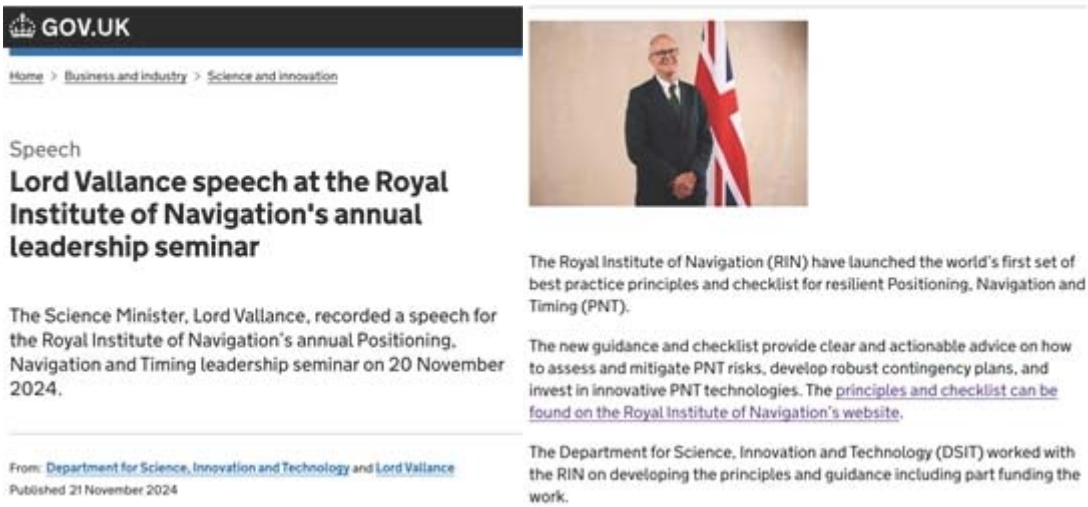 GOV.UK
Home > Business and industry > Science and innovation
Speech
Lord Vallance speech at the Royal
Institute of Navigation's annual
leadership seminar
The Science Minister, Lord Vallance, recorded a speech for
the Royal Institute of Navigation's annual Positioning,
Navigation and Timing leadership seminar on 20 November
2024.
From: Department for Science, Innovation and Technology and Lord Vallance
Published 21 November 2024
The Royal Institute of Navigation (RIN) have launched the world's first set of
best practice principles and checklist for resilient Positioning, Navigation and
Timing (PNT).
The new guidance and checklist provide clear and actionable advice on how
to assess and mitigate PNT risks, develop robust contingency plans, and
invest in innovative PNT technologies. The principles and checklist can be
found on the Royal Institute of Navigation's website.
The Department for Science, Innovation and Technology (DSIT) worked with
the RIN on developing the principles and guidance including part funding the
work.